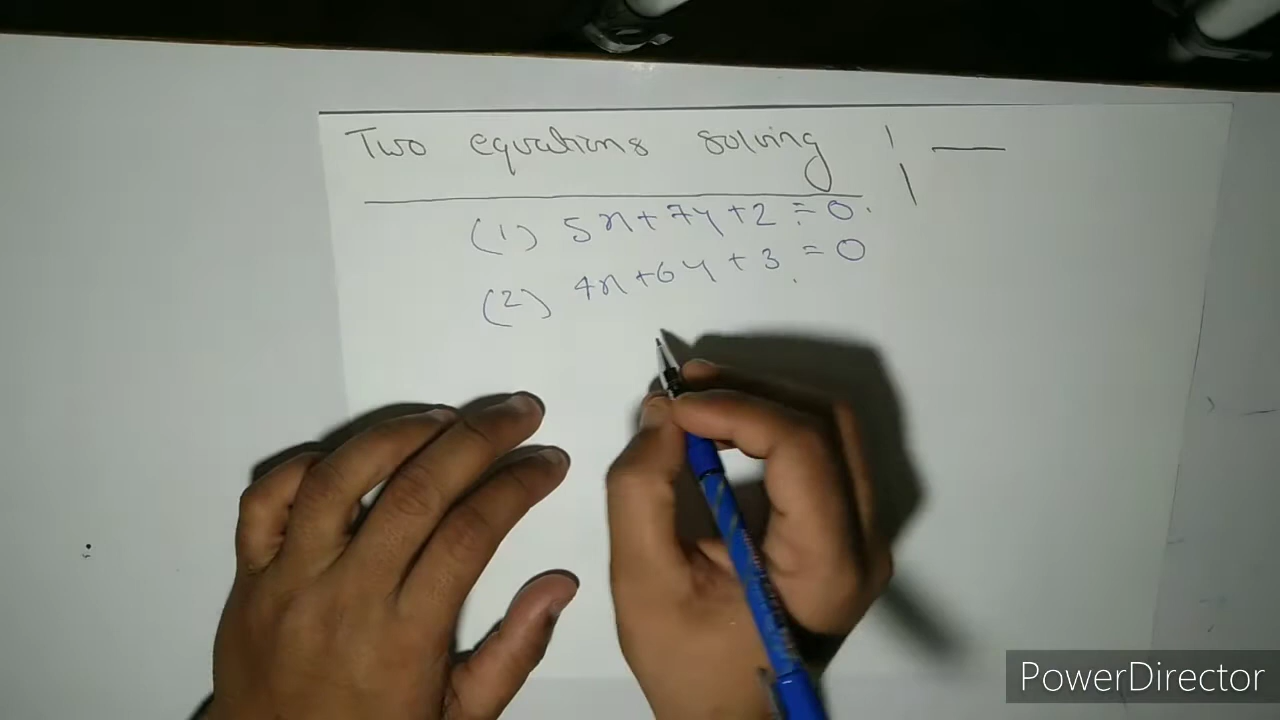 Two equations solving :—
(1) 5x + 7y + 2 = 0.
(2) 4x + 6y + 3 = 0
PowerDirector